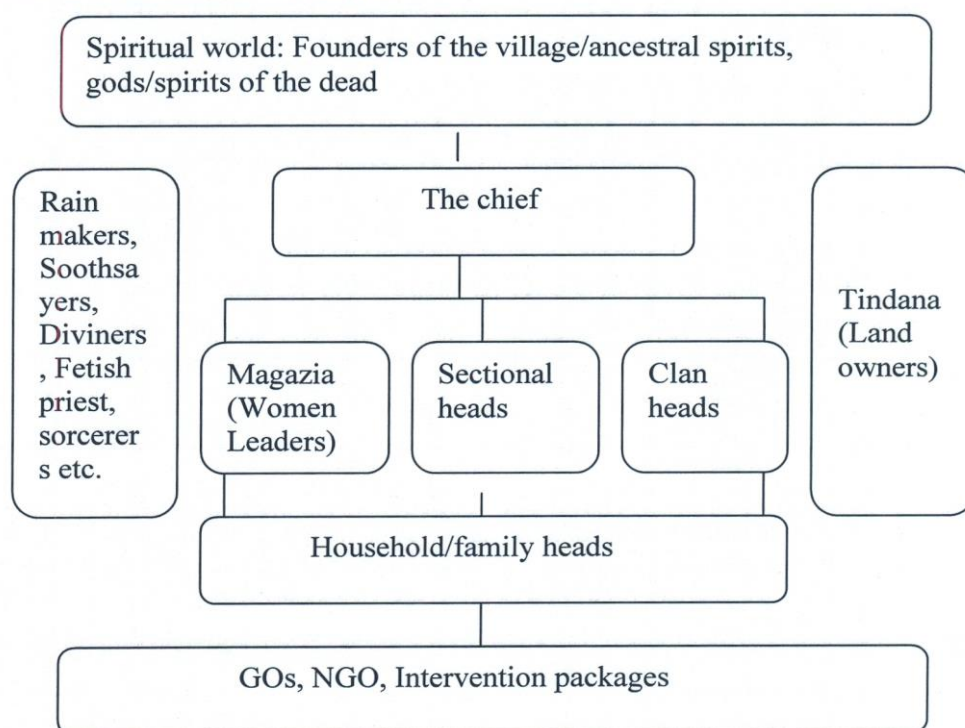 Spiritual world: Founders of the village/ancestral spirits,
gods/spirits of the dead
Rain
makers,
Soothsa
yers,
Diviners
, Fetish
priest,
sorcerer
s etc.
The chief
Tindana
(Land
owners)
Magazia
(Women
Leaders)
Sectional
heads
Clan
heads
Household/family heads
GOs, NGO, Intervention packages